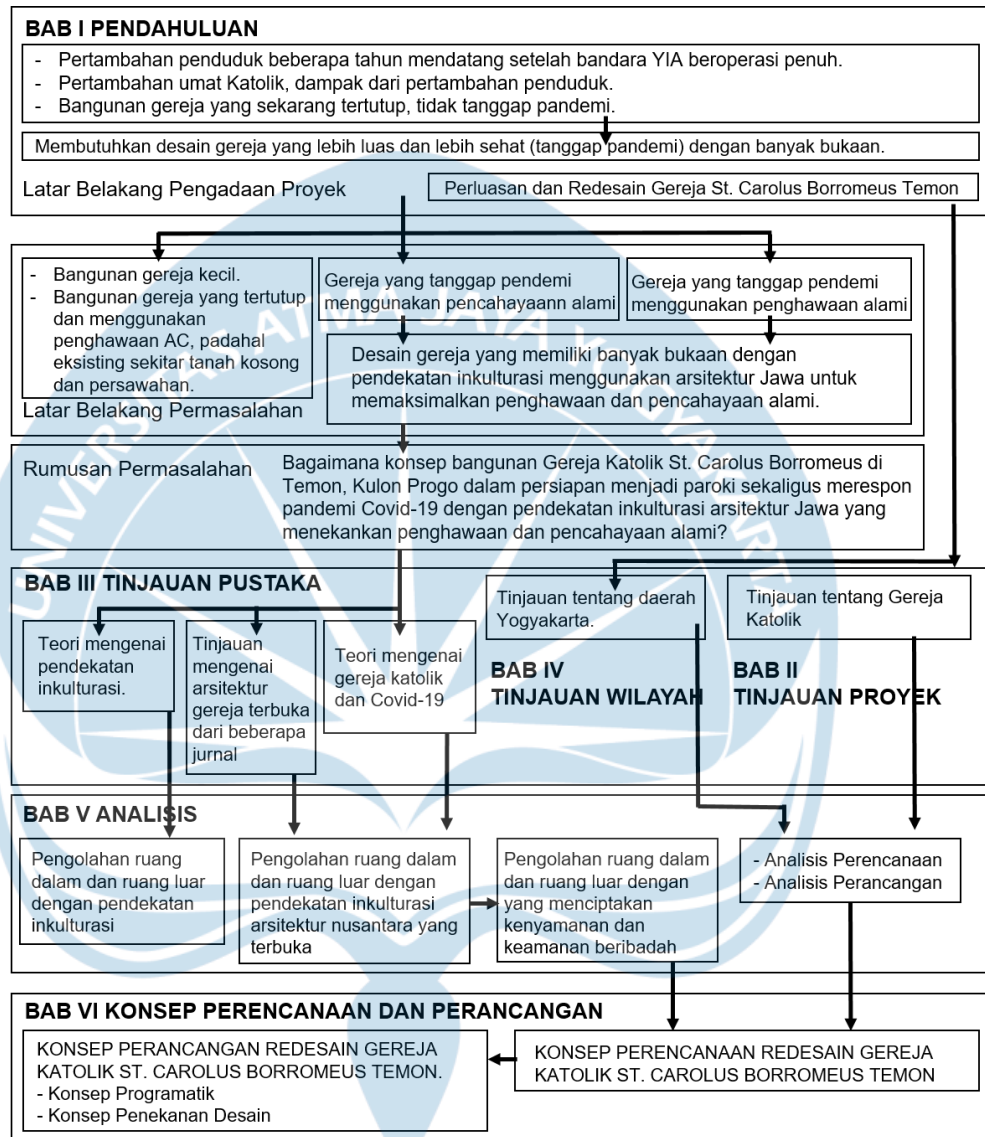 BAB I PENDAHULUAN
- Pertambahan penduduk beberapa tahun mendatang setelah bandara YIA beroperasi penuh.
- Pertambahan umat Katolik, dampak dari pertambahan penduduk.
- Bangunan gereja yang sekarang tertutup, tidak tanggap pandemi.
Membutuhkan desain gereja yang lebih luas dan lebih sehat (tanggap pandemi) dengan banyak bukaan.
Latar Belakang Pengadaan Proyek
Perluasan dan Redesain Gereja St. Carolus Borromeus Temon
- Bangunan gereja kecil.
- Bangunan gereja yang tertutup
dan menggunakan
penghawaan AC, padahal
eksisting sekitar tanah kosong
dan persawahan.
Gereja yang tanggap pendemi
menggunakan pencahayaann alami
Gereja yang tanggap pendemi
menggunakan penghawaan alami
Desain gereja yang memiliki banyak bukaan dengan
pendekatan inkulturasi menggunakan arsitektur Jawa untuk
memaksimalkan penghawaan dan pencahayaan alami.
Latar Belakang Permasalahan
Rumusan Permasalahan
Bagaimana konsep bangunan Gereja Katolik St. Carolus Borromeus di
Temon, Kulon Progo dalam persiapan menjadi paroki sekaligus merespon
pandemi Covid-19 dengan pendekatan inkulturasi arsitektur Jawa yang
menekankan penghawaan dan pencahayaan alami?
BAB III TINJAUAN PUSTAKA
Teori mengenai
pendekatan
inkulturasi.
Tinjauan
mengenai
arsitektur
gereja terbuka
dari beberapa
jurnal
Teori mengenai
gereja katolik
dan Covid-19
Tinjauan tentang daerah
Yogyakarta.
BAB IV
TINJAUAN WILAYAH
Tinjauan tentang Gereja
Katolik
BAB II
TINJAUAN PROYEK
BAB V ANALISIS
Pengolahan ruang
dalam dan ruang luar
dengan pendekatan
inkulturasi
Pengolahan ruang dalam
dan ruang luar dengan
pendekatan inkulturasi
arsitektur nusantara yang
terbuka
Pengolahan ruang dalam
dan ruang luar dengan
yang menciptakan
kenyamanan dan
keamanan beribadah
- Analisis Perencanaan
- Analisis Perancangan
BAB VI KONSEP PERENCANAAN DAN PERANCANGAN
KONSEP PERANCANGAN REDESAIN GEREJA
KATOLIK ST. CAROLUS BORROMEUS TEMON.
- Konsep Programatik
- Konsep Penekanan Desain
KONSEP PERENCANAAN REDESAIN GEREJA
KATOLIK ST. CAROLUS BORROMEUS TEMON
UNIVERSITAS ATMA JAYA YOGYAKARTA